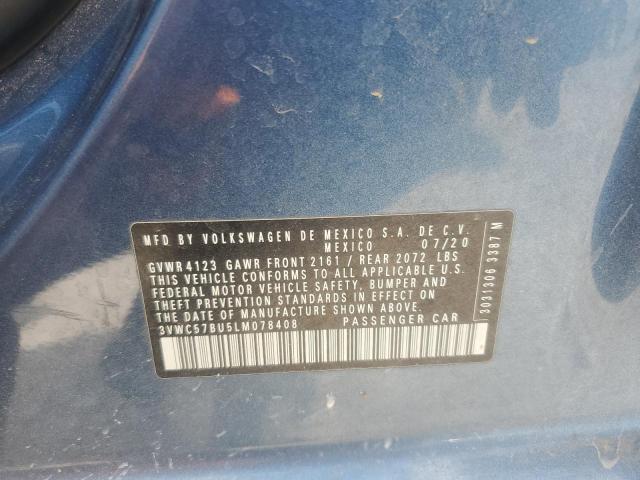 MFD BY VOLKSWAGEN DE MEXICO S.A. DE C.V.
MEXICO 07/20
GVWR 4123 GAWR FRONT 2161 / REAR 2072 LBS
THIS VEHICLE CONFORMS TO ALL APPLICABLE U.S.
FEDERAL MOTOR VEHICLE SAFETY, BUMPER AND
THEFT PREVENTION STANDARDS IN EFFECT ON
THE DATE OF MANUFACTURE SHOWN ABOVE.
3VWC57BU5LM078408 PASSENGER CAR
3031306 3387 M